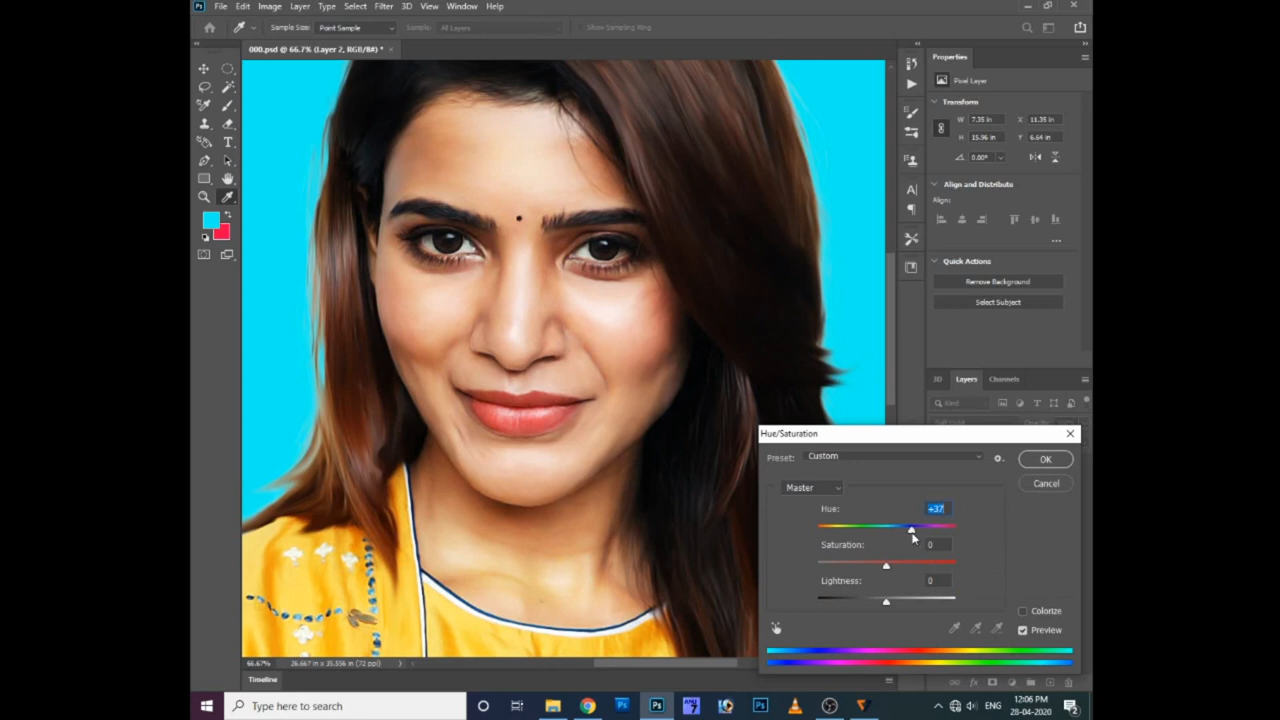 Ps File Edit Image Layer Type Select Filter 3D View Window Help
Sample Size: Point Sample Sample: All Layers Show Sampling Ring
000.psd @ 66.7% (Layer 2, RGB/8#) * ×
Properties
Pixel Layer
Transform
W 7.35 in X 11.35 in
H 15.96 in Y 6.64 in
0.00°
Align and Distribute
Align:
Quick Actions
Remove Background
Select Subject
3D Layers Channels
Kind
Hue/Saturation
Preset: Custom
OK
Master
Cancel
Hue: +37
Saturation: 0
Lightness: 0
Colorize
Preview
66.67% 26.667 in x 35.556 in (72 ppi)
Timeline
Type here to search
ENG
12:06 PM
28-04-2020
2